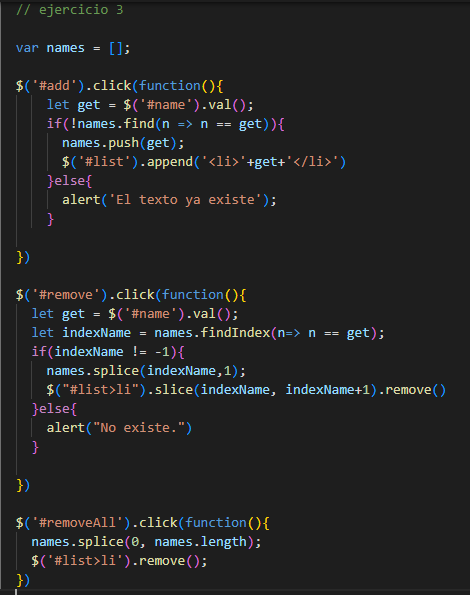 // ejercicio 3
var names = [];
$('#add').click(function(){
let get = $('#name').val();
if(!names.find(n => n == get)){
names.push(get);
$('#list').append('<li>'+get+'</li>')
}else{
alert('El texto ya existe');
}
})
$('#remove').click(function(){
let get = $('#name').val();
let indexName = names.findIndex(n=> n == get);
if(indexName != -1){
names.splice(indexName,1);
$("#list>li").slice(indexName, indexName+1).remove()
}else{
alert("No existe.")
}
})
$('#removeAll').click(function(){
names.splice(0, names.length);
$('#list>li').remove();
})